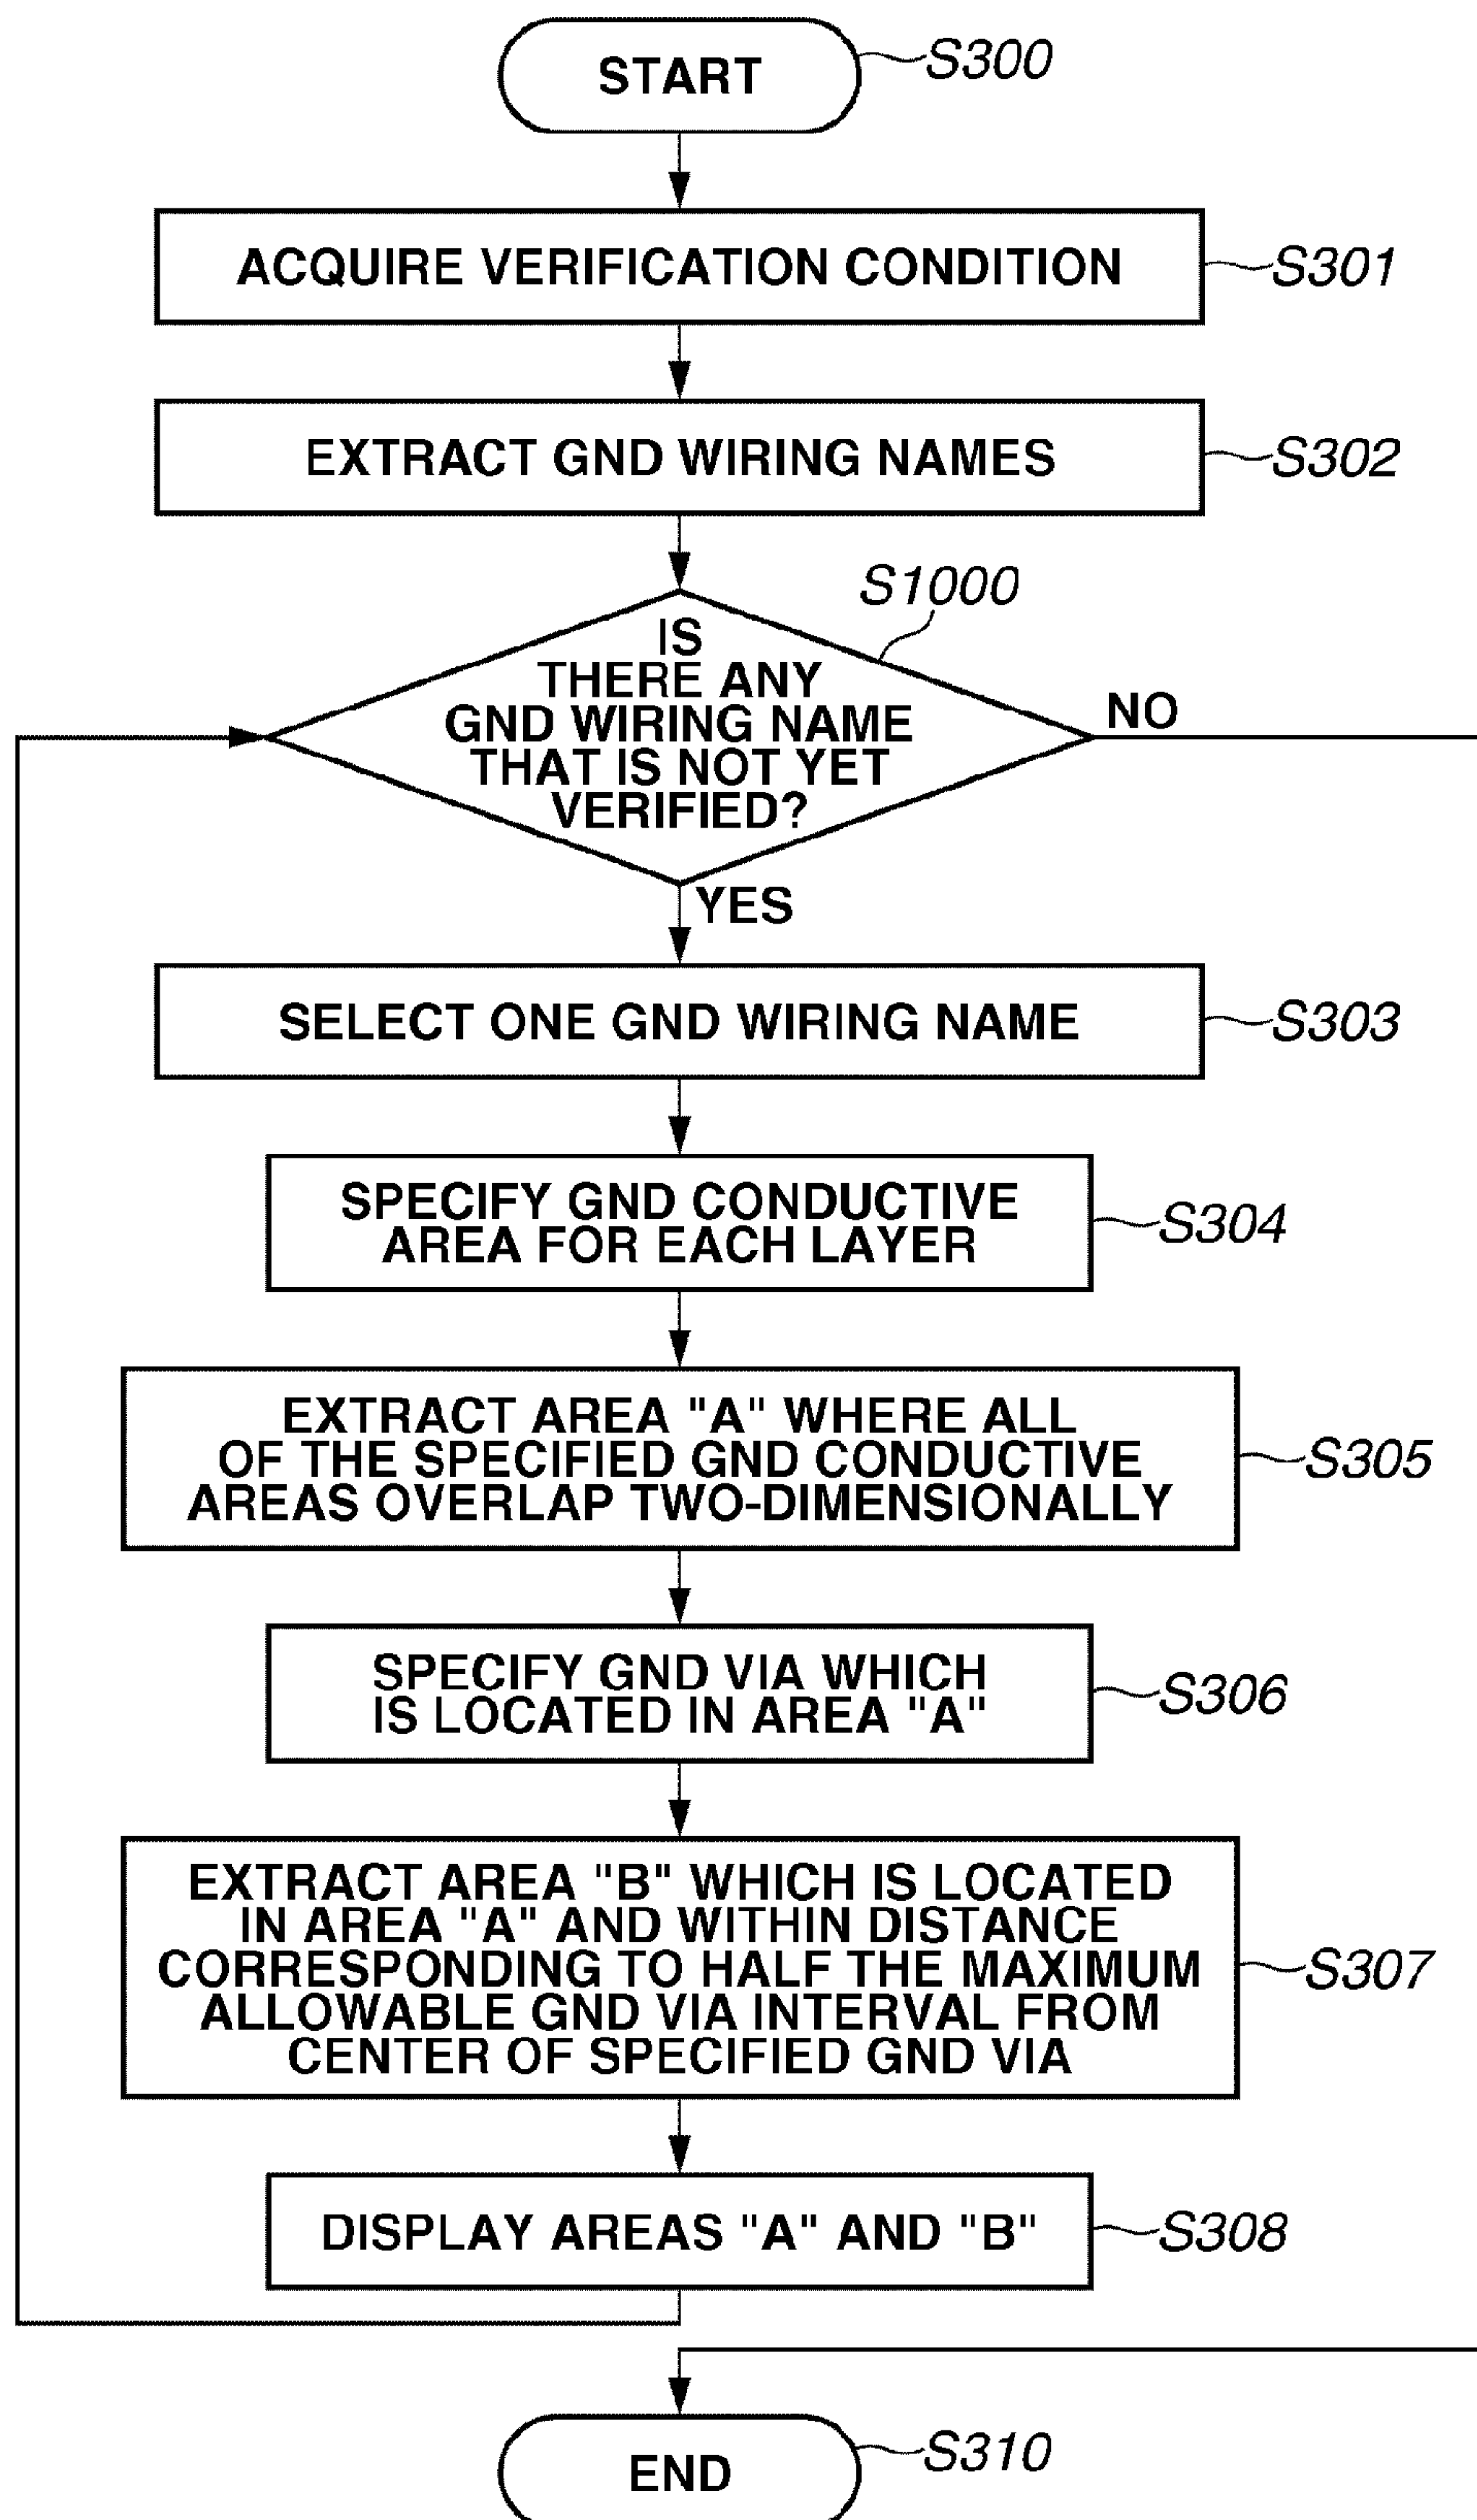 START
S300
ACQUIRE VERIFICATION CONDITION
S301
EXTRACT GND WIRING NAMES
S302
S1000
IS
THERE ANY
GND WIRING NAME
THAT IS NOT YET
VERIFIED?
NO
YES
SELECT ONE GND WIRING NAME
S303
SPECIFY GND CONDUCTIVE
AREA FOR EACH LAYER
S304
EXTRACT AREA "A" WHERE ALL
OF THE SPECIFIED GND CONDUCTIVE
AREAS OVERLAP TWO-DIMENSIONALLY
S305
SPECIFY GND VIA WHICH
IS LOCATED IN AREA "A"
S306
EXTRACT AREA "B" WHICH IS LOCATED
IN AREA "A" AND WITHIN DISTANCE
CORRESPONDING TO HALF THE MAXIMUM
ALLOWABLE GND VIA INTERVAL FROM
CENTER OF SPECIFIED GND VIA
S307
DISPLAY AREAS "A" AND "B"
S308
END
S310